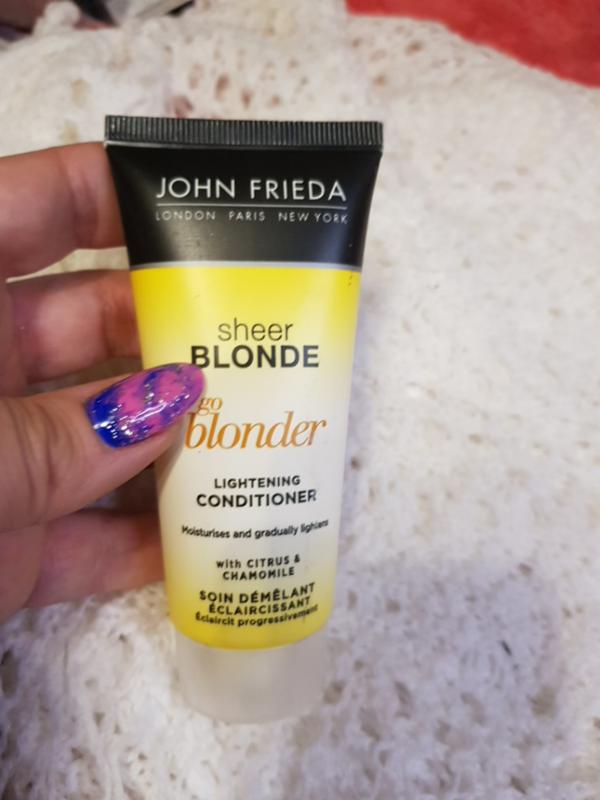 JOHN FRIEDA
LONDON PARIS NEW YORK
sheer
BLONDE
go
blonder
LIGHTENING
CONDITIONER
Moisturises and gradually lightens
with CITRUS &
CHAMOMILE
SOIN DÉMÊLANT
ÉCLAIRCISSANT
Éclaircit progressivement